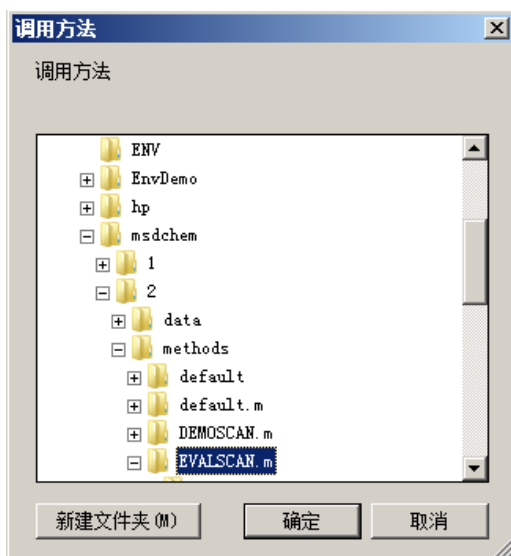 调用方法
调用方法
ENV
EnvDemo
hp
msdchem
1
2
data
methods
default
default.m
DEMOSCAN.m
EVALSCAN.m
新建文件夹(M) 确定 取消